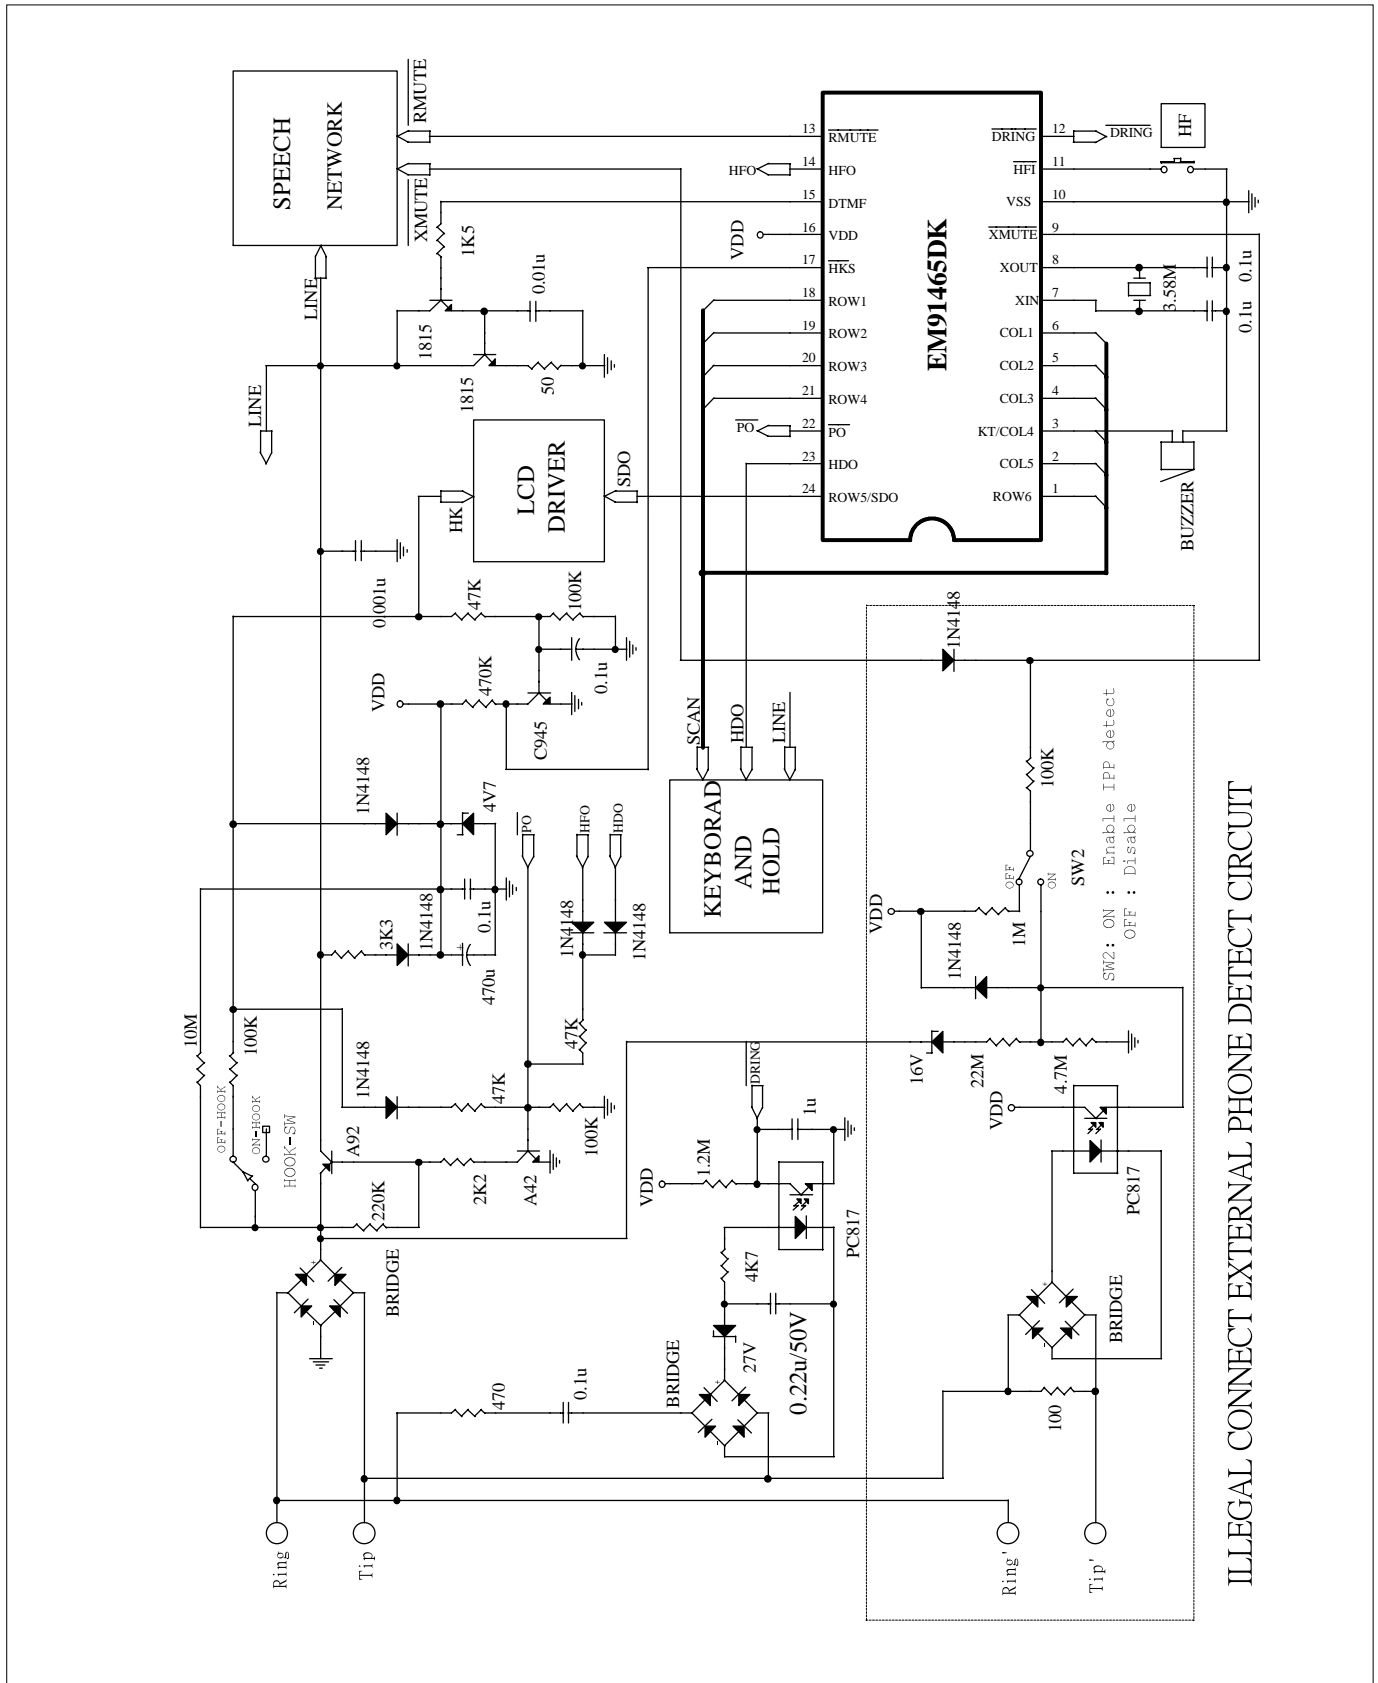 SPEECH
NETWORK
RMUTE
XMUTE
LINE
LINE
1K5
1815
1815
0.01u
50
HFO
VDD
PO
13
14
15
16
17
18
19
20
21
22
23
24
RMUTE
HFO
DTMF
VDD
HKS
ROW1
ROW2
ROW3
ROW4
PO
HDO
ROW5/SDO
EM91465DK
DRING
HFI
VSS
XMUTE
XOUT
XIN
COL1
COL2
COL3
KT/COL4
COL5
ROW6
12
11
10
9
8
7
6
5
4
3
2
1
DRING
HF
3.58M
0.1u
0.1u
BUZZER
LCD
DRIVER
HK
SDO
0.001u
47K
100K
0.1u
VDD
470K
C945
1N4148
4V7
1N4148
3K3
0.1u
470u
PO
HFO
HDO
1N4148
1N4148
47K
SCAN
HDO
LINE
KEYBORAD
AND
HOLD
10M
100K
1N4148
47K
100K
OFF-HOOK
ON-HOOK
HOOK-SW
A92
220K
2K2
A42
BRIDGE
DRING
1u
VDD
1.2M
PC817
4K7
27V
0.22u/50V
BRIDGE
470
0.1u
Ring
Tip
1N4148
100K
OFF
ON
SW2
SW2: ON : Enable IPP detect
OFF : Disable
VDD
1M
1N4148
16V
22M
4.7M
VDD
PC817
BRIDGE
100
Ring'
Tip'
ILLEGAL CONNECT EXTERNAL PHONE DETECT CIRCUIT